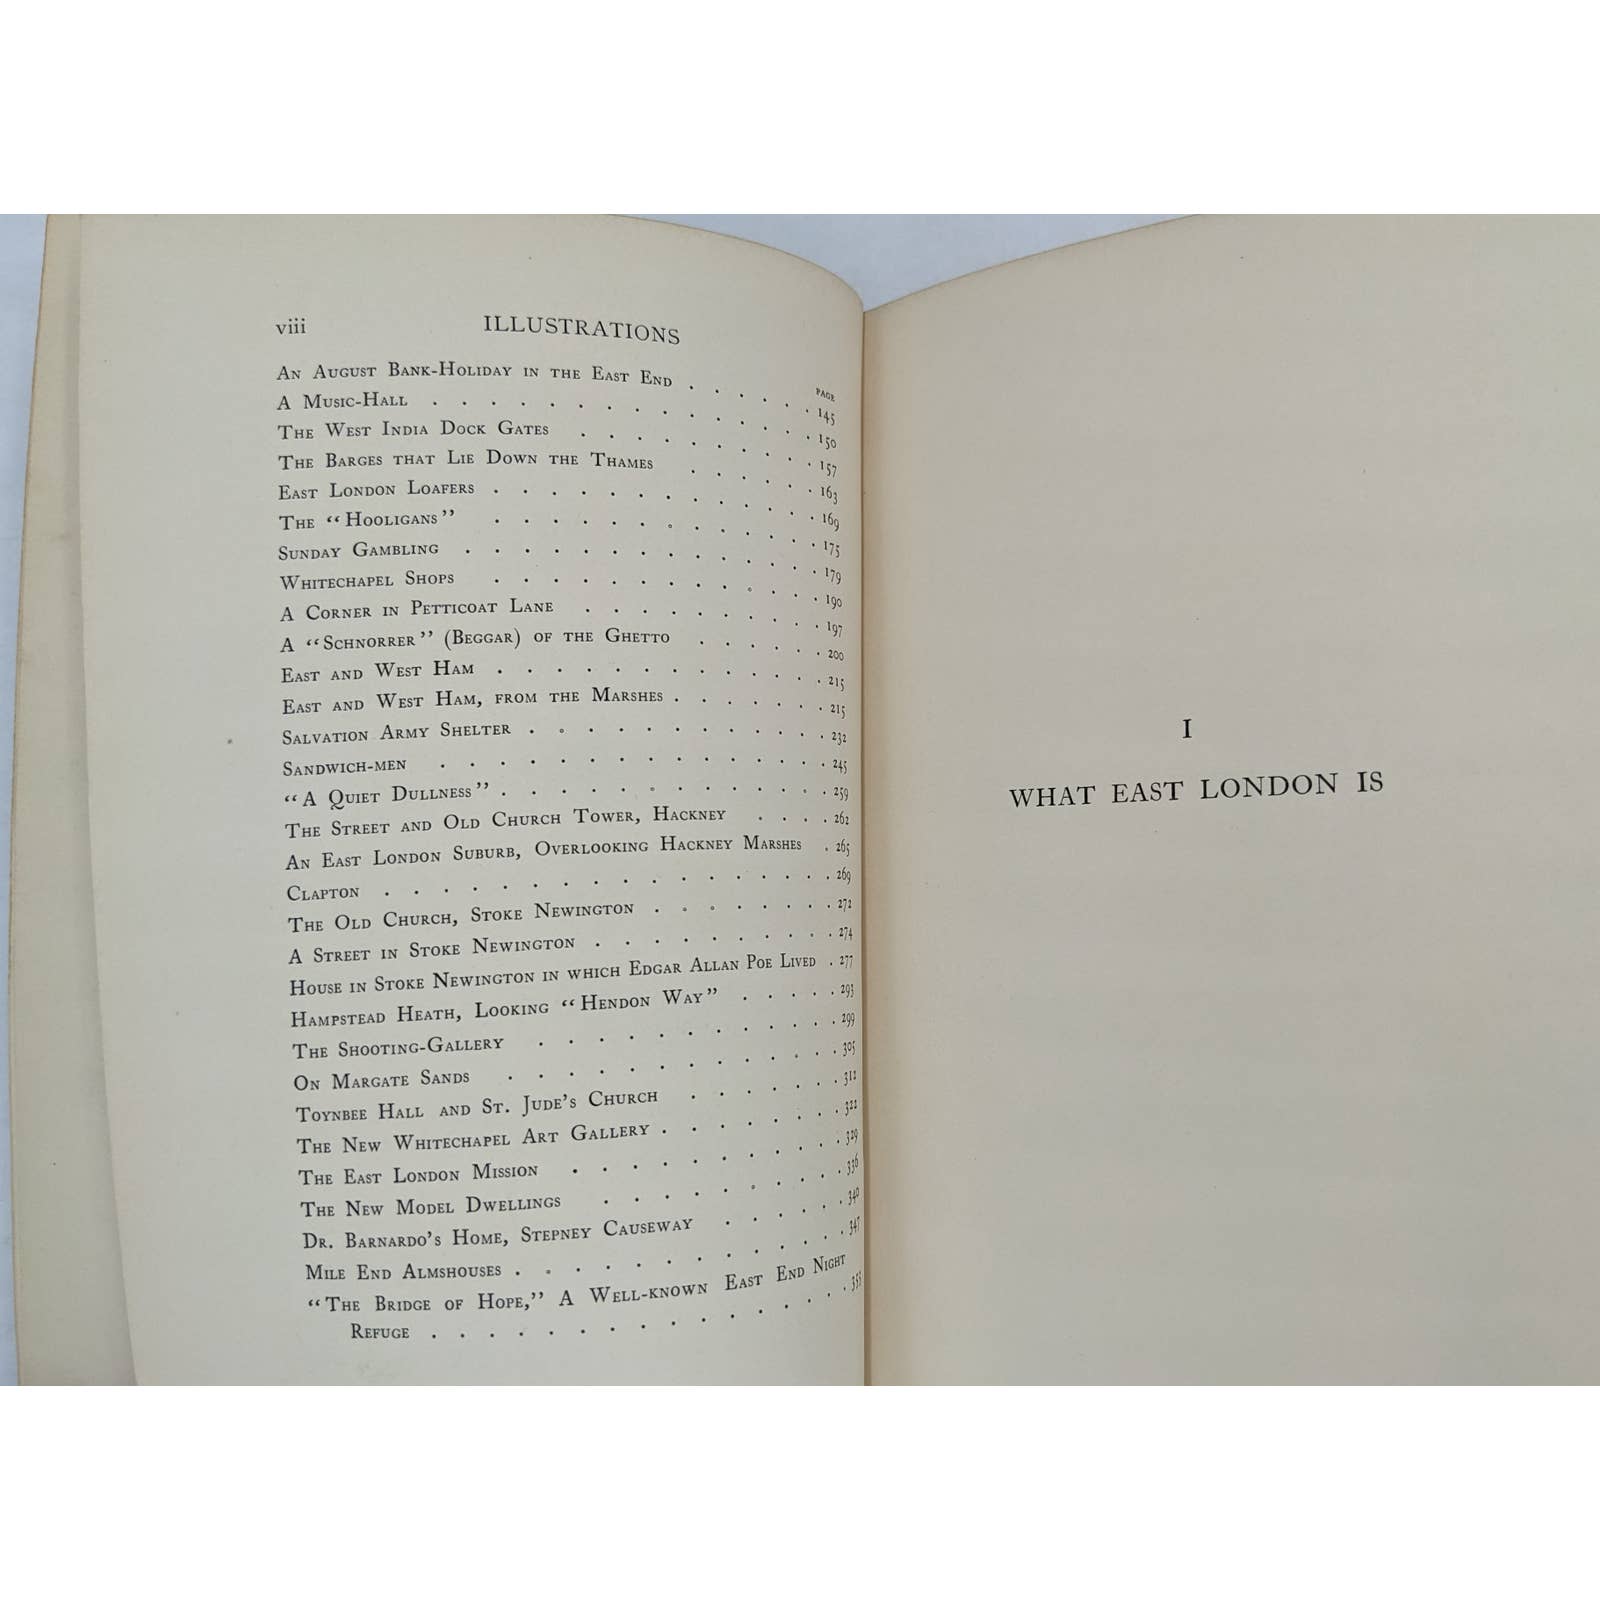 viii ILLUSTRATIONS
PAGE
An August Bank-Holiday in the East End . . . . . 145
A Music-Hall . . . . . . . . . . . . . 150
The West India Dock Gates . . . . . . . . 157
The Barges that Lie Down the Thames . . . . . 163
East London Loafers . . . . . . . . . . . 169
The “Hooligans” . . . . . . . . . . . 175
Sunday Gambling . . . . . . . . . . . . 179
Whitechapel Shops . . . . . . . . . . . 190
A Corner in Petticoat Lane . . . . . . . . 197
A “Schnorrer” (Beggar) of the Ghetto . . . . . 200
East and West Ham . . . . . . . . . . . 215
East and West Ham, from the Marshes . . . . . . 215
Salvation Army Shelter . . . . . . . . . . 232
Sandwich-men . . . . . . . . . . . . . 245
“A Quiet Dullness” . . . . . . . . . . . 259
The Street and Old Church Tower, Hackney . . . . 262
An East London Suburb, Overlooking Hackney Marshes . 265
Clapton . . . . . . . . . . . . . . . 269
The Old Church, Stoke Newington . . . . . . . 272
A Street in Stoke Newington . . . . . . . . 274
House in Stoke Newington in which Edgar Allan Poe Lived . 277
Hampstead Heath, Looking “Hendon Way” . . . . . 293
The Shooting-Gallery . . . . . . . . . . 299
On Margate Sands . . . . . . . . . . . 305
Toynbee Hall and St. Jude’s Church . . . . . . 312
The New Whitechapel Art Gallery . . . . . . . 322
The East London Mission . . . . . . . . . 329
The New Model Dwellings . . . . . . . . . 336
Dr. Barnardo’s Home, Stepney Causeway . . . . . 340
Mile End Almshouses . . . . . . . . . . . 347
“The Bridge of Hope,” A Well-known East End Night
Refuge . . . . . . . . . . . . . . 353
I
WHAT EAST LONDON IS